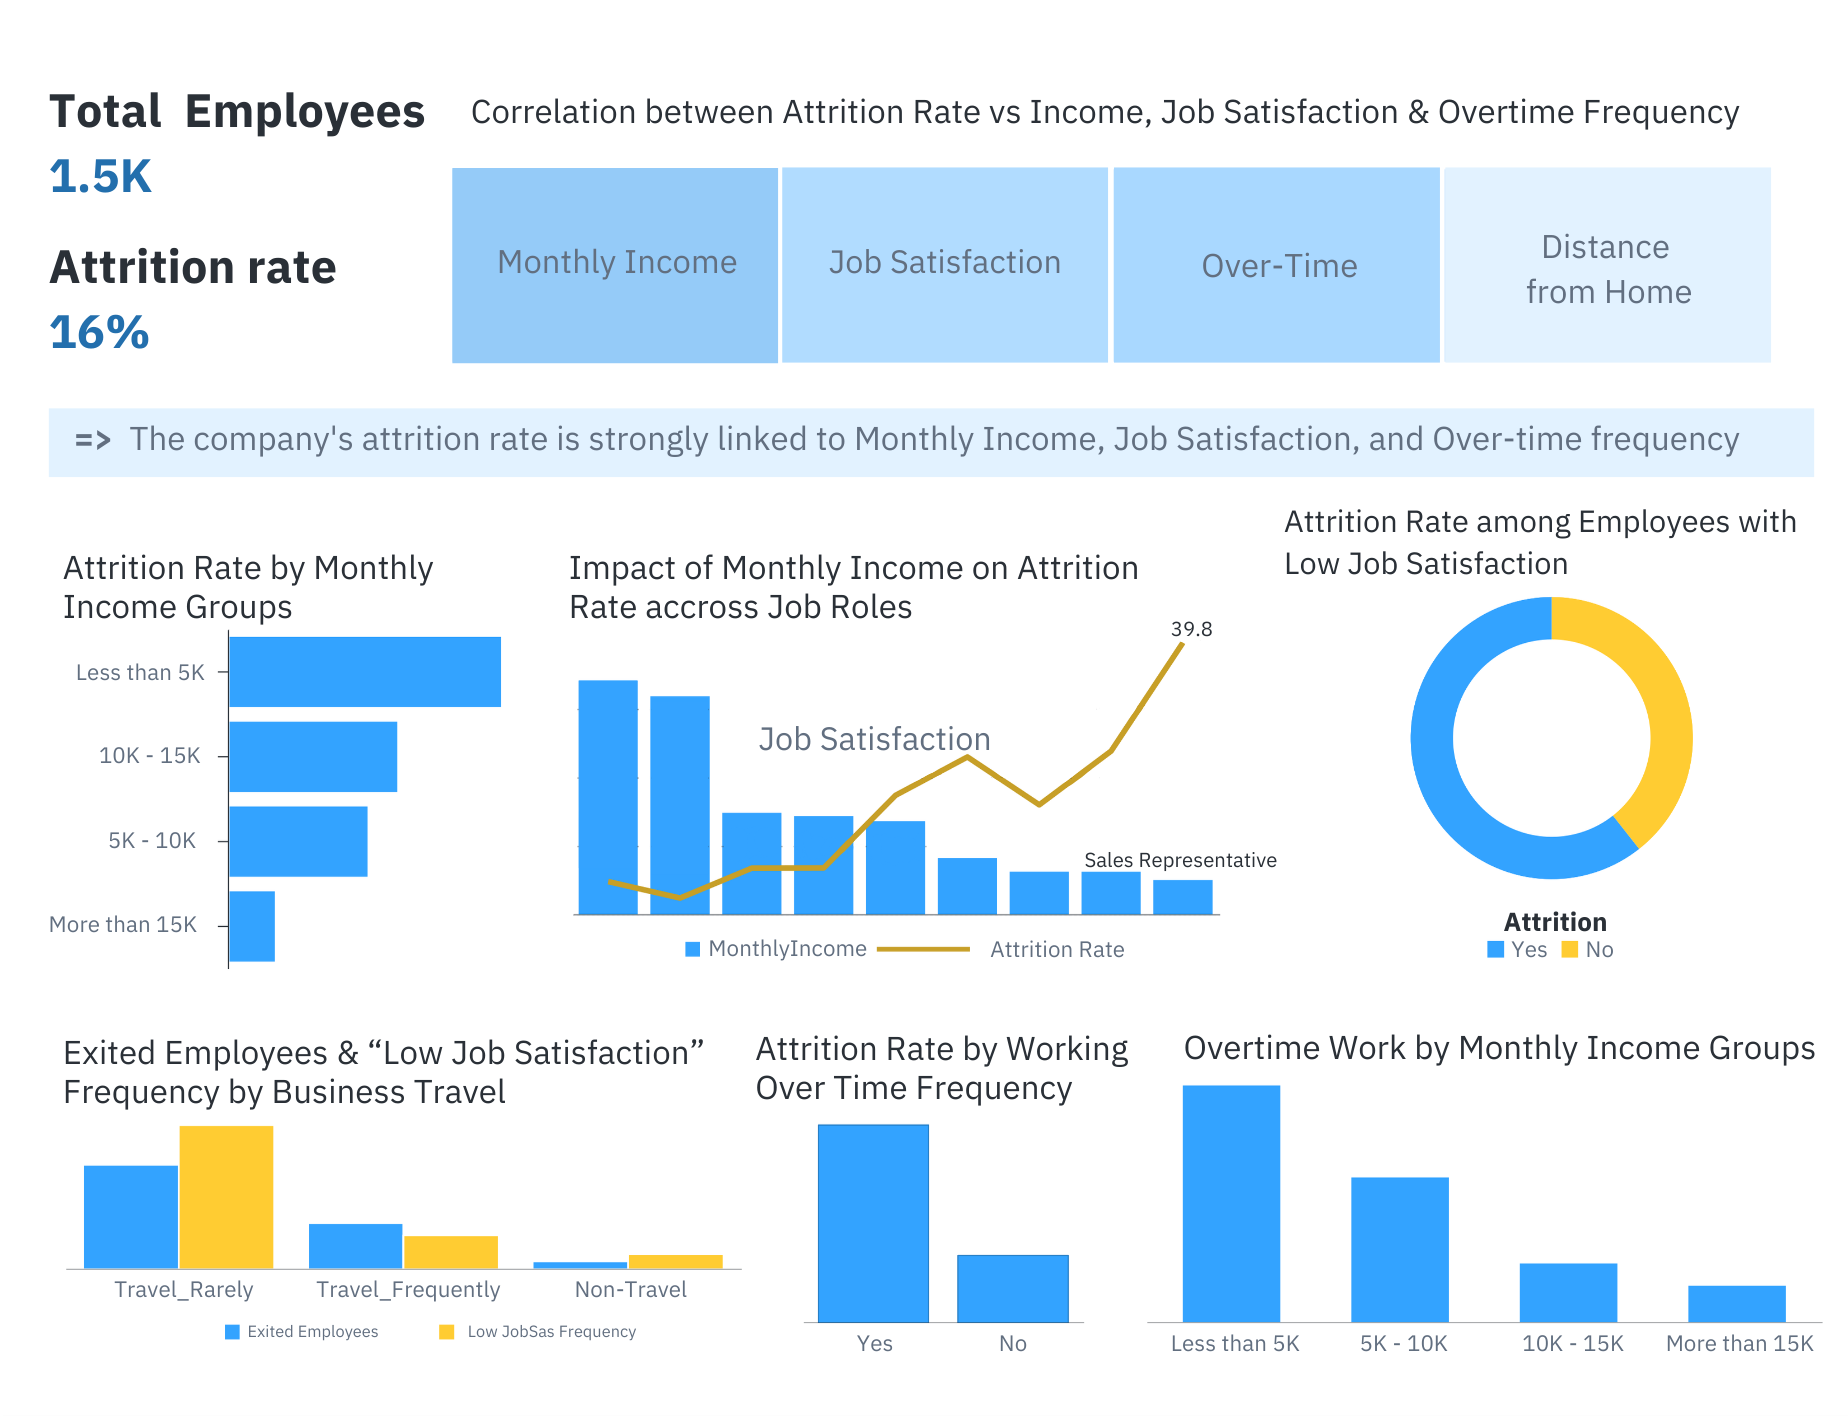 Total Employees
1.5K
Attrition rate
16%
Correlation between Attrition Rate vs Income, Job Satisfaction & Overtime Frequency
Monthly Income
Job Satisfaction
Over-Time
Distance
from Home
=> The company's attrition rate is strongly linked to Monthly Income, Job Satisfaction, and Over-time frequency
Attrition Rate by Monthly
Income Groups
Less than 5K
10K - 15K
5K - 10K
More than 15K
Impact of Monthly Income on Attrition
Rate accross Job Roles
39.8
Job Satisfaction
Sales Representative
MonthlyIncome
Attrition Rate
Attrition Rate among Employees with
Low Job Satisfaction
Attrition
Yes No
Exited Employees & “Low Job Satisfaction”
Frequency by Business Travel
Travel_Rarely
Travel_Frequently
Non-Travel
Exited Employees
Low JobSas Frequency
Attrition Rate by Working
Over Time Frequency
Yes
No
Overtime Work by Monthly Income Groups
Less than 5K
5K - 10K
10K - 15K
More than 15K